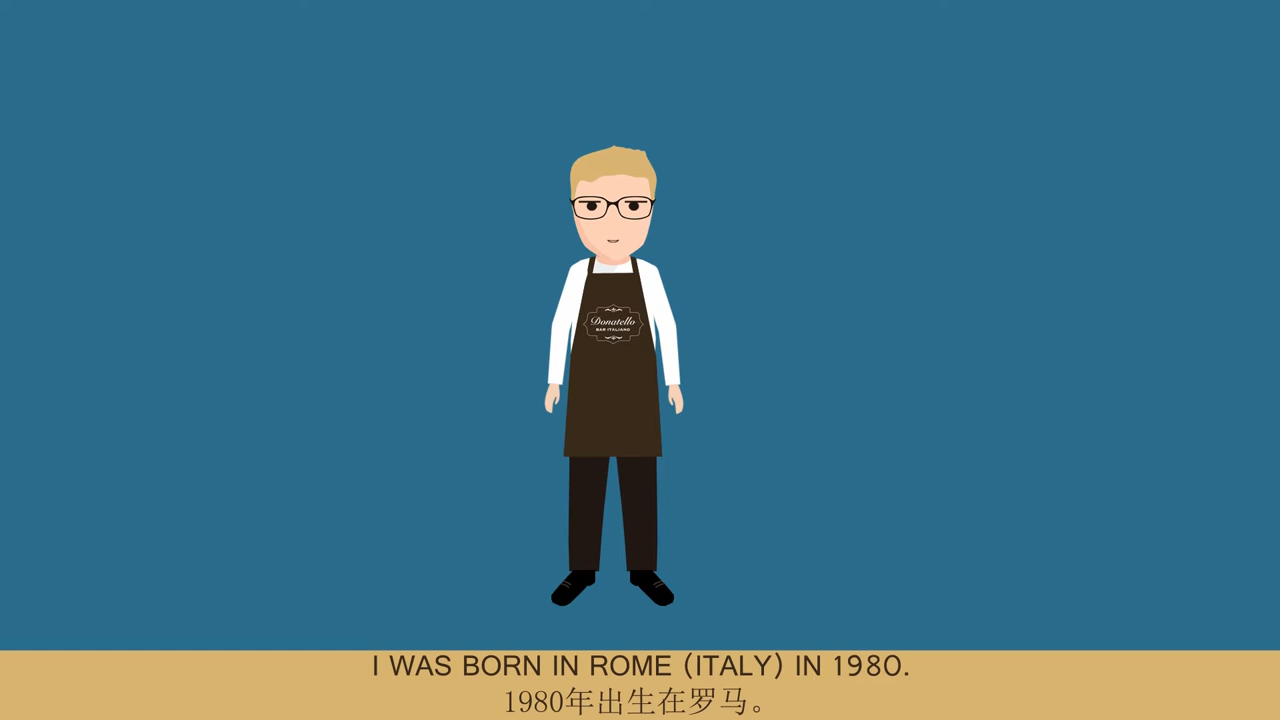 Donatello
BAR ITALIANO
I WAS BORN IN ROME (ITALY) IN 1980.
1980年出生在罗马。